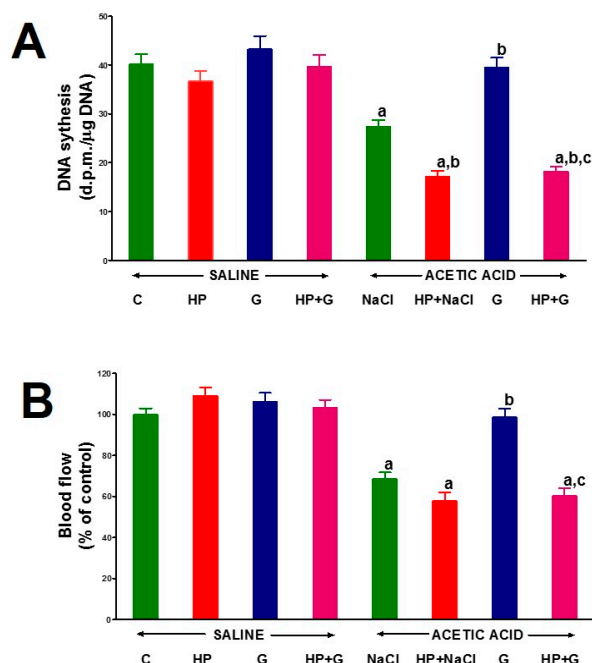 A
DNA sythesis
(d.p.m./µg DNA)
50
40
30
20
10
0
a
a,b
b
a,b,c
SALINE
ACETIC ACID
C HP G HP+G NaCl HP+NaCl G HP+G
B
Blood flow
(% of control)
120
100
80
60
40
20
0
a
a
b
a,c
SALINE
ACETIC ACID
C HP G HP+G NaCl HP+NaCl G HP+G